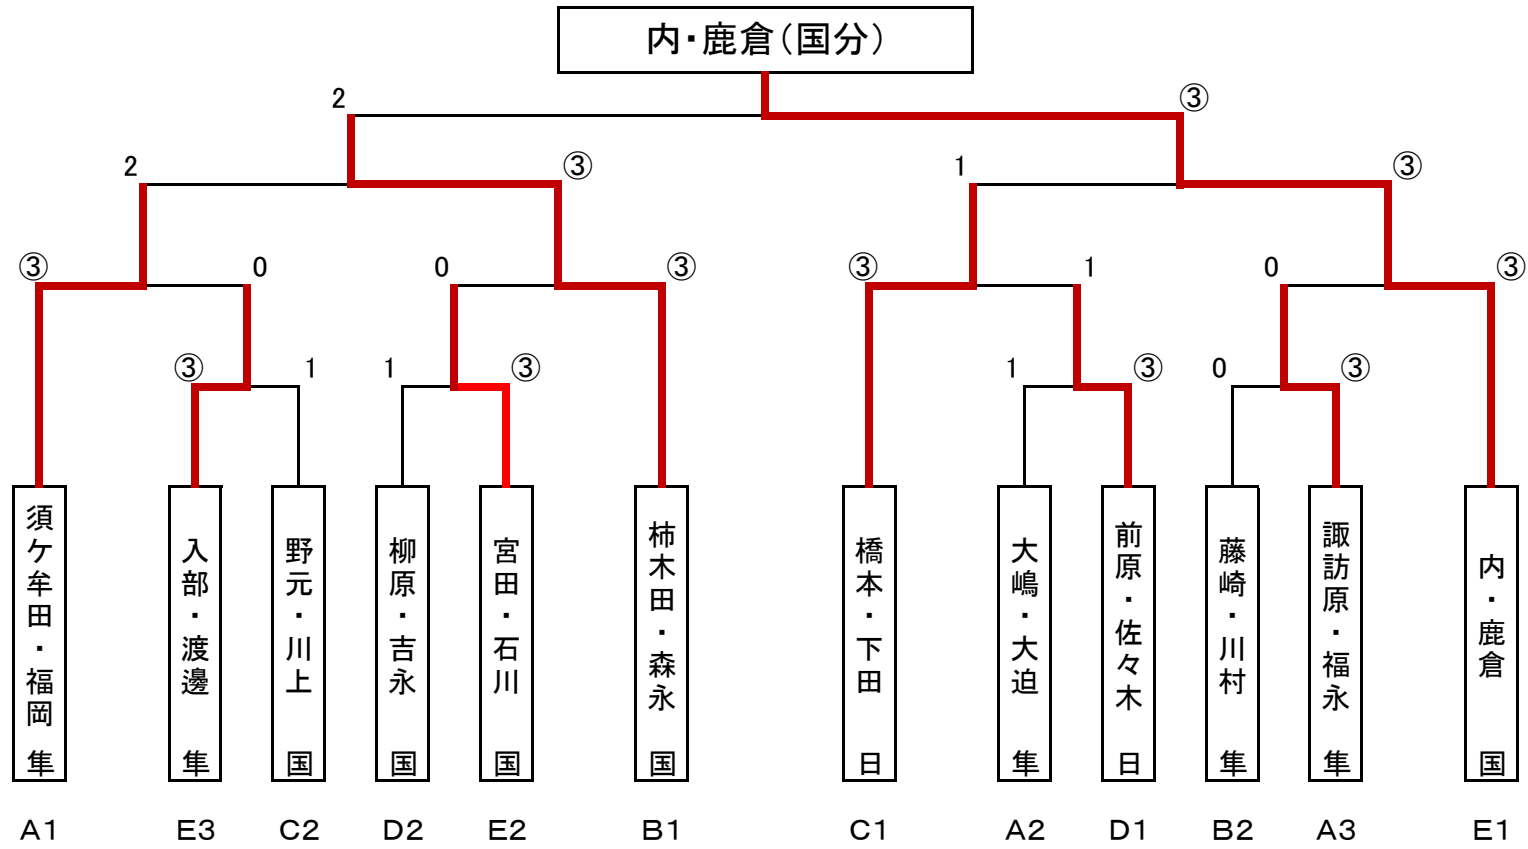 内・鹿倉(国分)
2
③
2
③
1
③
③
0
0
③
③
1
0
③
③
1
1
③
1
③
0
③
須ケ牟田・福岡 隼
入部・渡邊 隼
野元・川上 国
柳原・吉永 国
宮田・石川 国
柿木田・森永 国
橋本・下田 日
大嶋・大迫 隼
前原・佐々木 日
藤崎・川村 隼
諏訪原・福永 隼
内・鹿倉 国
A1
E3
C2
D2
E2
B1
C1
A2
D1
B2
A3
E1